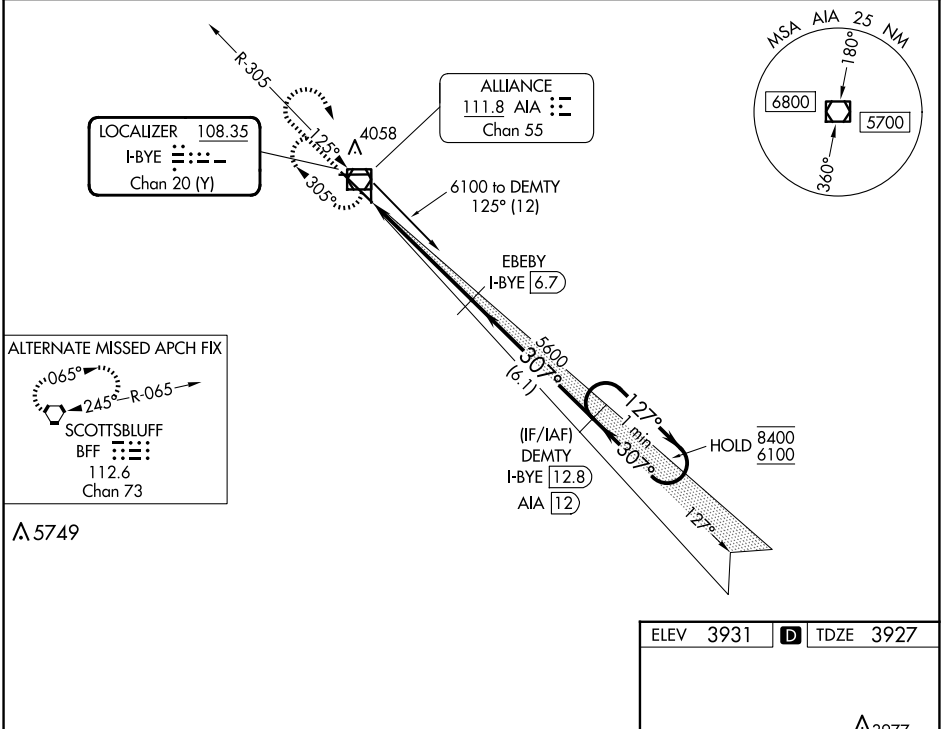 MSA AIA 25 NM
180°
6800
5700
360°
R-305
ALLIANCE
111.8 AIA
Chan 55
LOCALIZER 108.35
I-BYE
Chan 20 (Y)
4058
125°
305°
6100 to DEMTY
125° (12)
EBEBY
I-BYE 6.7
5600
307°
(6.1)
127°
1 min
307°
HOLD 8400
6100
(IF/IAF)
DEMTY
I-BYE 12.8
AIA 12
127°
ALTERNATE MISSED APCH FIX
065°
245° R-065
SCOTTSBLUFF
BFF
112.6
Chan 73
5749
ELEV 3931 D TDZE 3927